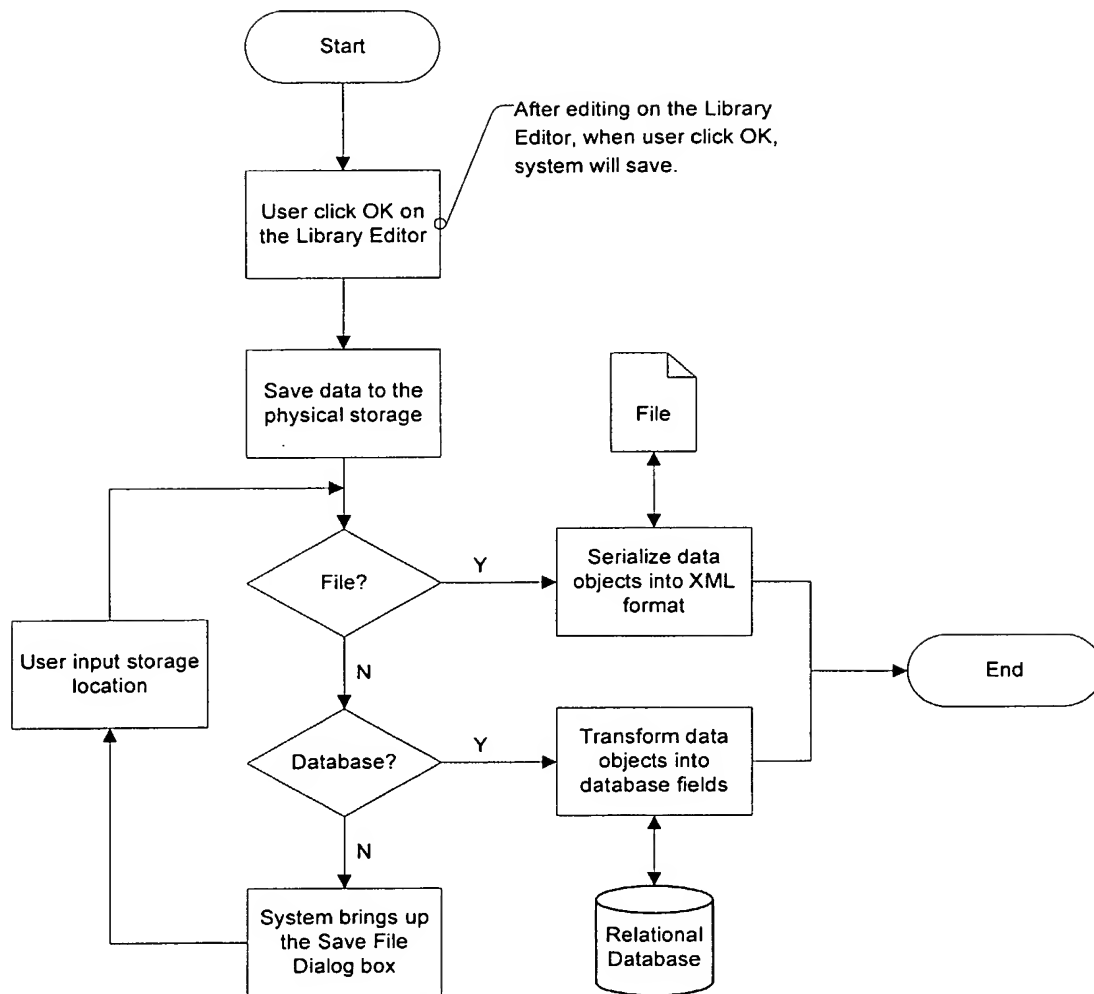 Start
After editing on the Library
Editor, when user click OK,
system will save.
User click OK on
the Library Editor
Save data to the
physical storage
File
File?
Y
Serialize data
objects into XML
format
User input storage
location
N
End
Database?
Y
Transform data
objects into
database fields
N
System brings up
the Save File
Dialog box
Relational
Database